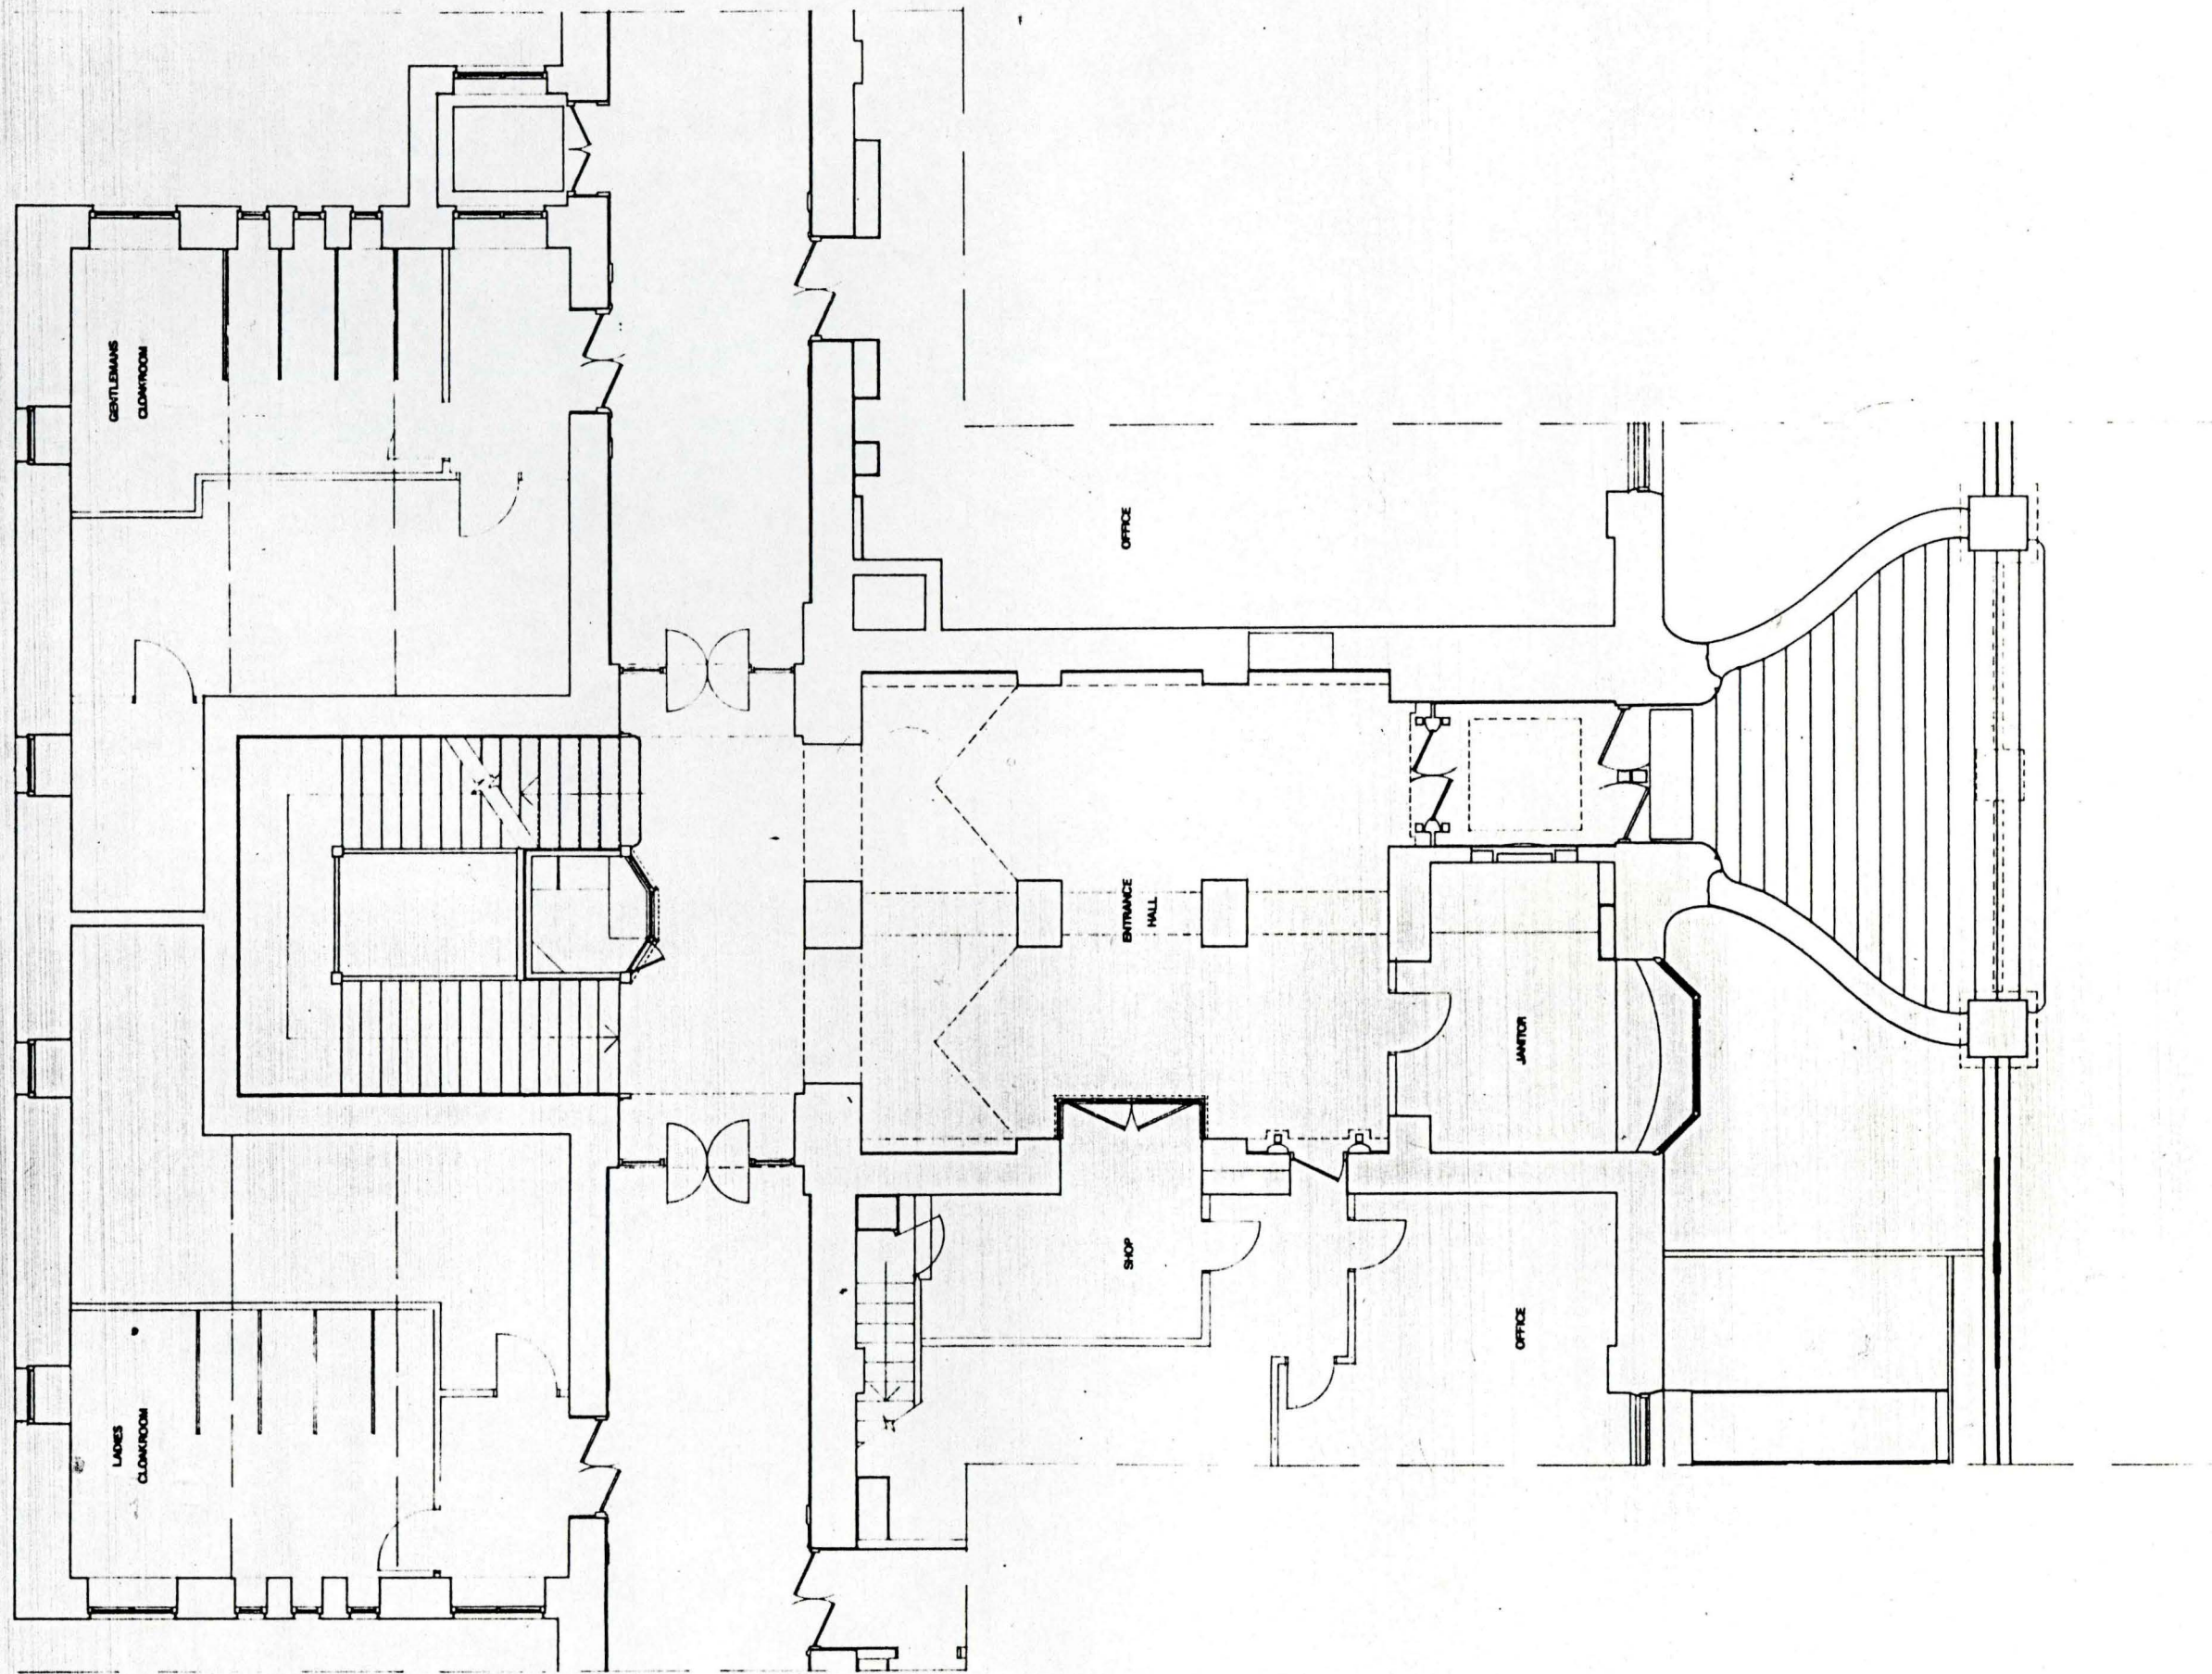 GENTLEMANS
CLOAKROOM
OFFICE
ENTRANCE
HALL
JANITOR
SHOP
OFFICE
LADIES
CLOAKROOM